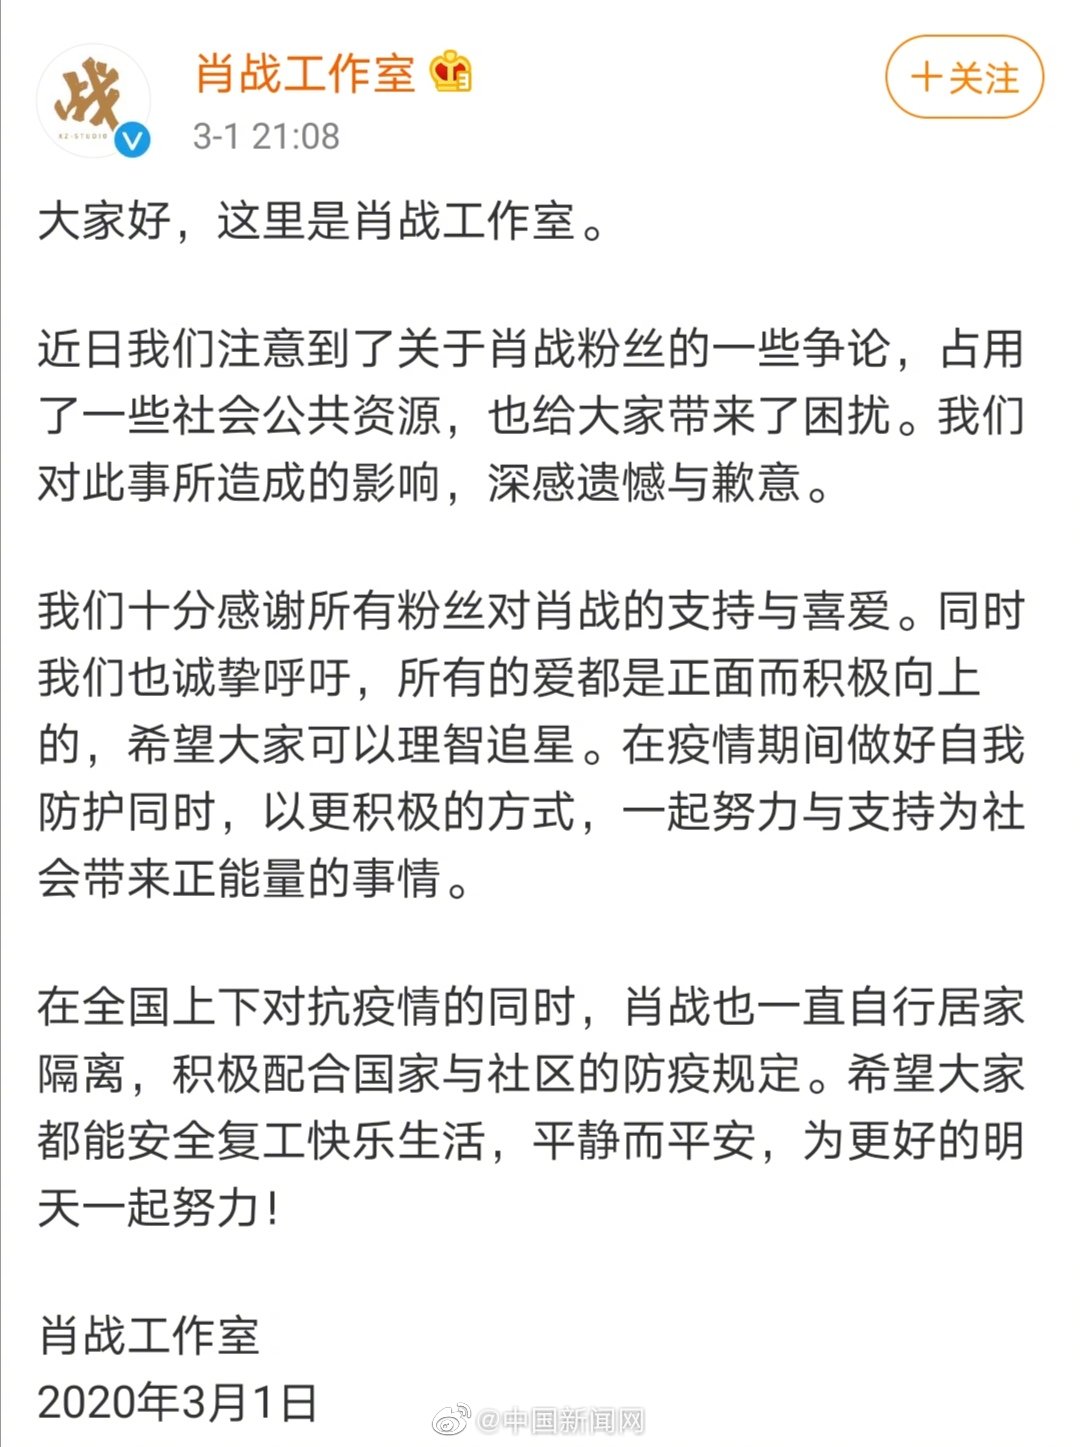 肖战工作室
3-1 21:08
+关注
战
XZ-STUDIO
大家好，这里是肖战工作室。
近日我们注意到了关于肖战粉丝的一些争论，占用
了一些社会公共资源，也给大家带来了困扰。我们
对此事所造成的影响，深感遗憾与歉意。
我们十分感谢所有粉丝对肖战的支持与喜爱。同时
我们也诚挚呼吁，所有的爱都是正面而积极向上
的，希望大家可以理智追星。在疫情期间做好自我
防护同时，以更积极的方式，一起努力与支持为社
会带来正能量的事情。
在全国上下对抗疫情的同时，肖战也一直自行居家
隔离，积极配合国家与社区的防疫规定。希望大家
都能安全复工快乐生活，平静而平安，为更好的明
天一起努力！
肖战工作室
2020年3月1日
@中国新闻网